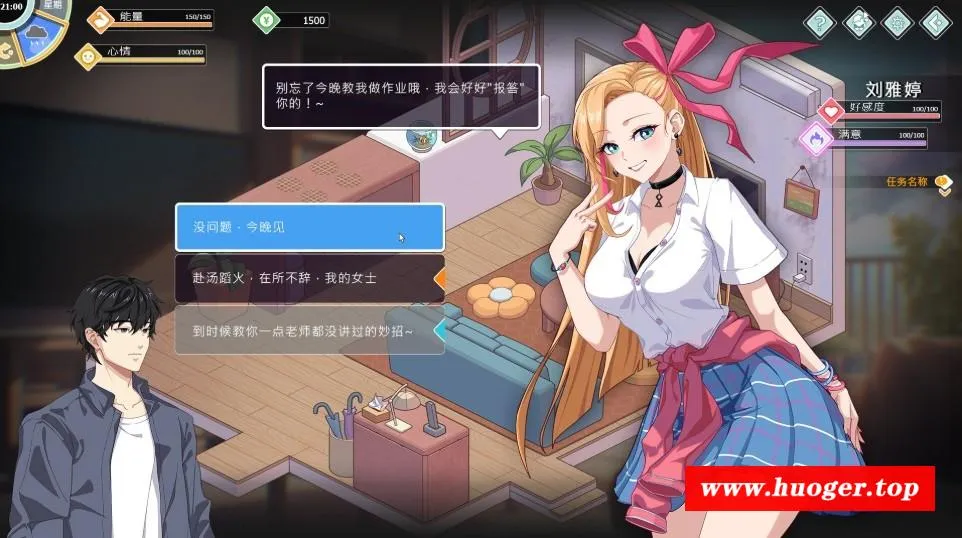 21:00
星期
能量
150/150
1500
心情
100/100
别忘了今晚教我做作业哦，我会好好"报答"
你的！~
刘雅婷
好感度
100/100
满意
100/100
任务名称
没问题，今晚见
赴汤蹈火，在所不辞，我的女士
到时候教你一点老师都没讲过的妙招~
www.huoger.top